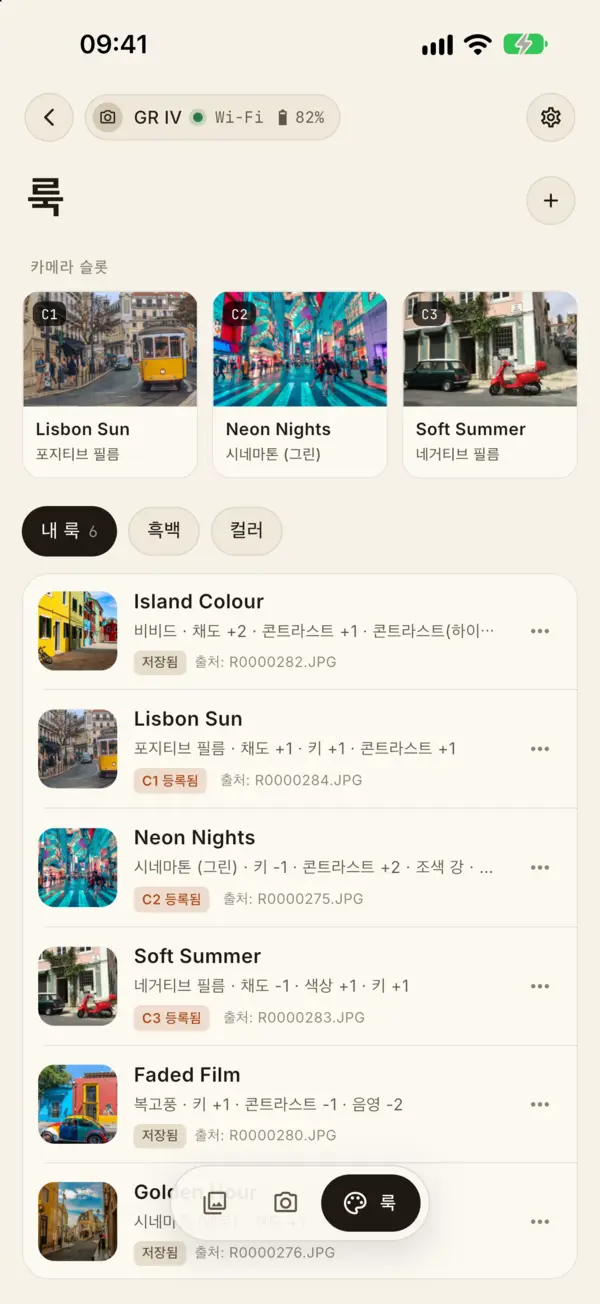 09:41
GR IV Wi-Fi 82%
룩
카메라 슬롯
C1
C2
C3
Lisbon Sun
포지티브 필름
Neon Nights
시네마톤 (그린)
Soft Summer
네거티브 필름
내 룩 6
흑백
컬러
Island Colour
비비드 · 채도 +2 · 콘트라스트 +1 · 콘트라스트(하이…
저장됨 출처: R0000282.JPG
Lisbon Sun
포지티브 필름 · 채도 +1 · 키 +1 · 콘트라스트 +1
C1 등록됨 출처: R0000284.JPG
Neon Nights
시네마톤 (그린) · 키 -1 · 콘트라스트 +2 · 조색 강 · ...
C2 등록됨 출처: R0000275.JPG
Soft Summer
네거티브 필름 · 채도 -1 · 색상 +1 · 키 +1
C3 등록됨 출처: R0000283.JPG
Faded Film
복고풍 · 키 +1 · 콘트라스트 -1 · 음영 -2
저장됨 출처: R0000280.JPG
Golden Hour
시네마
룩
저장됨 출처: R0000276.JPG